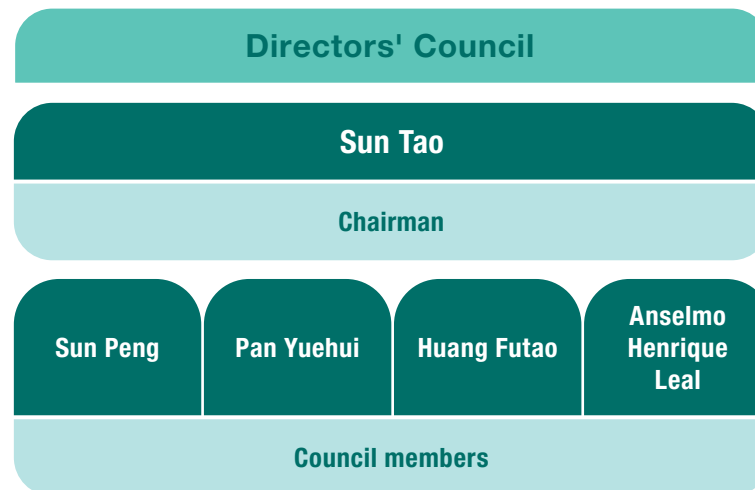 Directors' Council
Sun Tao
Chairman
Sun Peng
Pan Yuehui
Huang Futao
Anselmo
Henrique
Leal
Council members